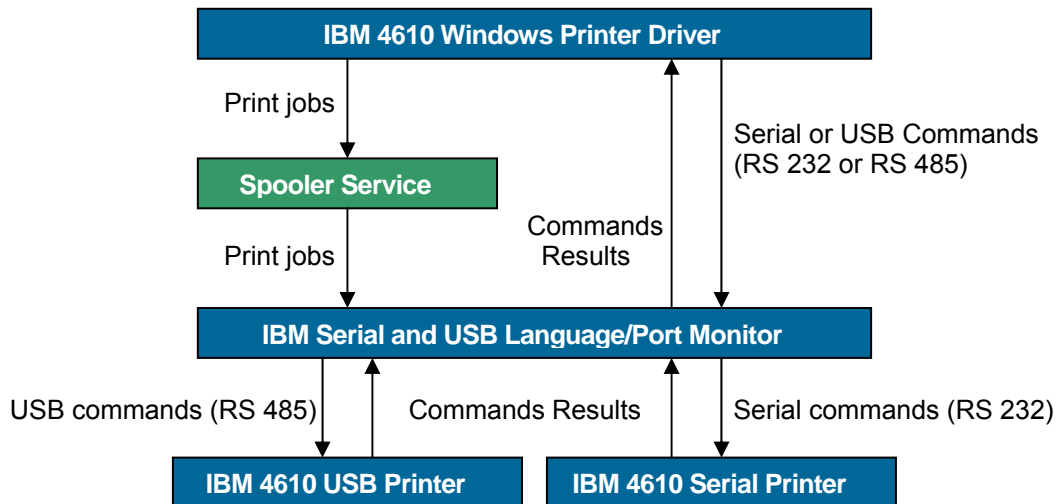 IBM 4610 Windows Printer Driver
Print jobs
Serial or USB Commands
(RS 232 or RS 485)
Spooler Service
Commands
Results
Print jobs
IBM Serial and USB Language/Port Monitor
USB commands (RS 485)
Commands Results
Serial commands (RS 232)
IBM 4610 USB Printer
IBM 4610 Serial Printer